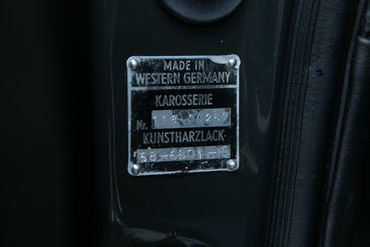 MADE IN
WESTERN GERMANY
KAROSSERIE
Nr.
KUNSTHARZLACK